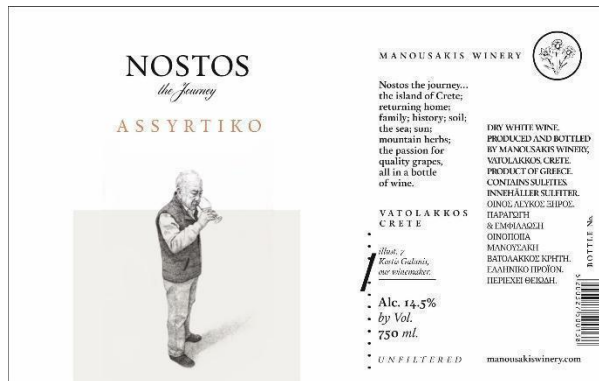 NOSTOS
the Journey
ASSYRTIKO
MANOUSAKIS WINERY
Nostos the journey...
the island of Crete;
returning home;
family; history; soil;
the sea; sun;
mountain herbs;
the passion for
quality grapes,
all in a bottle
of wine.
VATOLAKKOS
CRETE
illust. 7
Kostis Galanis,
our winemaker.
Alc. 14.5%
by Vol.
750 ml.
UNFILTERED
DRY WHITE WINE.
PRODUCED AND BOTTLED
BY MANOUSAKIS WINERY,
VATOLAKKOS, CRETE.
PRODUCT OF GREECE.
CONTAINS SULFITES.
INNEHÅLLER SULFITER.
ΟΙΝΟΣ ΛΕΥΚΟΣ ΞΗΡΟΣ.
ΠΑΡΑΓΩΓΗ
& ΕΜΦΙΑΛΩΣΗ
ΟΙΝΟΠΟΙΙΑ
ΜΑΝΟΥΣΑΚΗ
ΒΑΤΟΛΑΚΚΟΣ ΚΡΗΤΗ.
ΕΛΛΗΝΙΚΟ ΠΡΟΪΟΝ.
ΠΕΡΙΕΧΕΙ ΘΕΙΩΔΗ.
BOTTLE No.
manousakiswinery.com